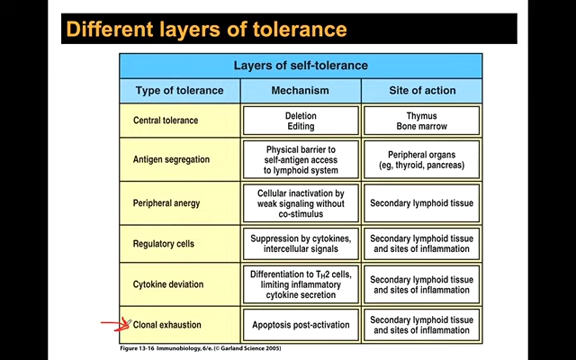 Different layers of tolerance
Layers of self-tolerance
Type of tolerance
Mechanism
Site of action
Central tolerance
Deletion
Editing
Thymus
Bone marrow
Antigen segregation
Physical barrier to
self-antigen access
to lymphoid system
Peripheral organs
(eg, thyroid, pancreas)
Peripheral anergy
Cellular inactivation by
weak signaling without
co-stimulus
Secondary lymphoid tissue
Regulatory cells
Suppression by cytokines,
intercellular signals
Secondary lymphoid tissue
and sites of inflammation
Cytokine deviation
Differentiation to TH2 cells,
limiting inflammatory
cytokine secretion
Secondary lymphoid tissue
and sites of inflammation
Clonal exhaustion
Apoptosis post-activation
Secondary lymphoid tissue
and sites of inflammation
Figure 13-16 Immunobiology, 6/e. (© Garland Science 2005)